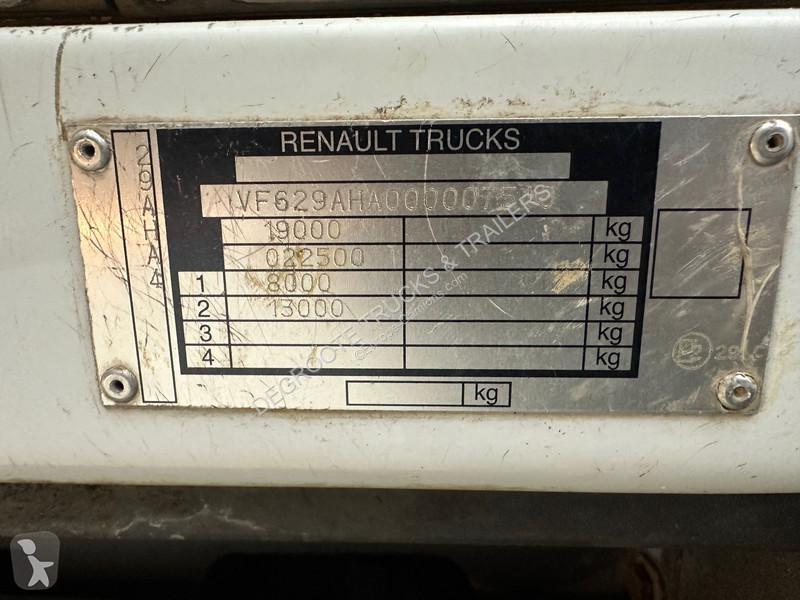 RENAULT TRUCKS
29AHA4
19000 kg
022500 kg
1 8000 kg
2 13000 kg
3 kg
4 kg
kg
DEGROOTE TRUCKS & TRAILERS